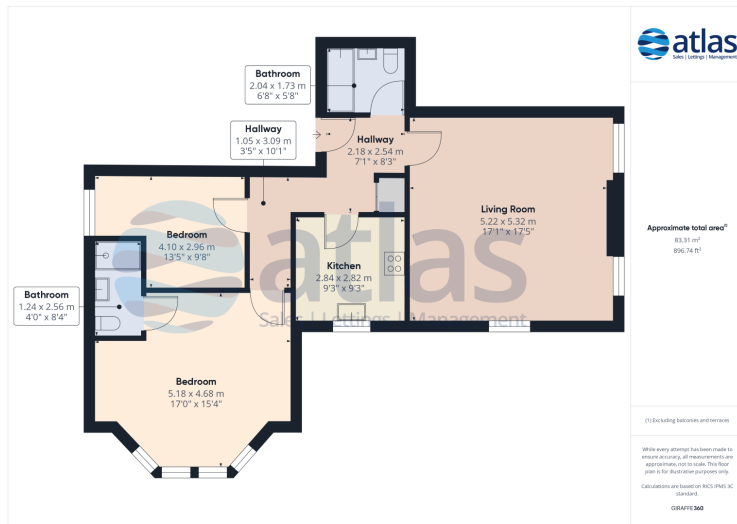 Bathroom
2.04 x 1.73 m
6'8" x 5'8"
Hallway
1.05 x 3.09 m
3'5" x 10'1"
Hallway
2.18 x 2.54 m
7'1" x 8'3"
Living Room
5.22 x 5.32 m
17'1" x 17'5"
Bedroom
4.10 x 2.96 m
13'5" x 9'8"
Kitchen
2.84 x 2.82 m
9'3" x 9'3"
Bathroom
1.24 x 2.56 m
4'0" x 8'4"
Bedroom
5.18 x 4.68 m
17'0" x 15'4"
atlas
Sales | Lettings | Management
atlas
Sales | Lettings | Management
Approximate total area⁽¹⁾
83.31 m²
896.74 ft²
(1) Excluding balconies and terraces
While every attempt has been made to
ensure accuracy, all measurements are
approximate, not to scale. This floor
plan is for illustrative purposes only.
Calculations are based on RICS IPMS 3C
standard.
GIRAFFE360